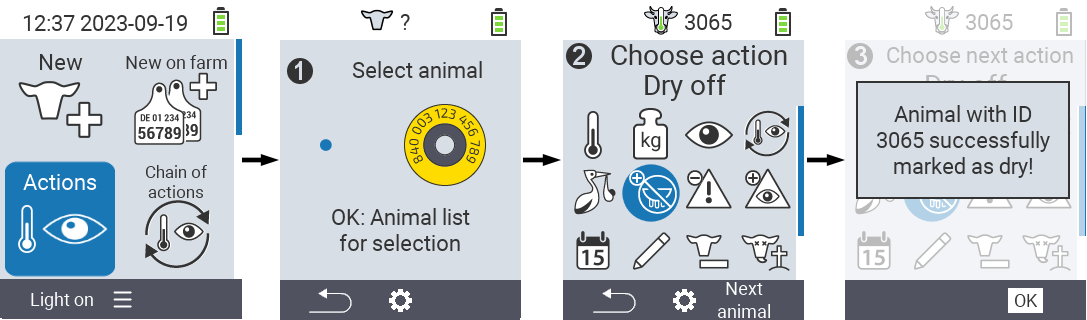 12:37 2023-09-19
New
New on farm
DE 01 234
56789
234
89
Actions
Chain of
actions
Light on
?
1
Select animal
840 003 123 456 789
OK: Animal list
for selection
3065
2
Choose action
Dry off
kg
15
Next
animal
3065
3
Choose next action
Dry off
Animal with ID
3065 successfully
marked as dry!
15
OK